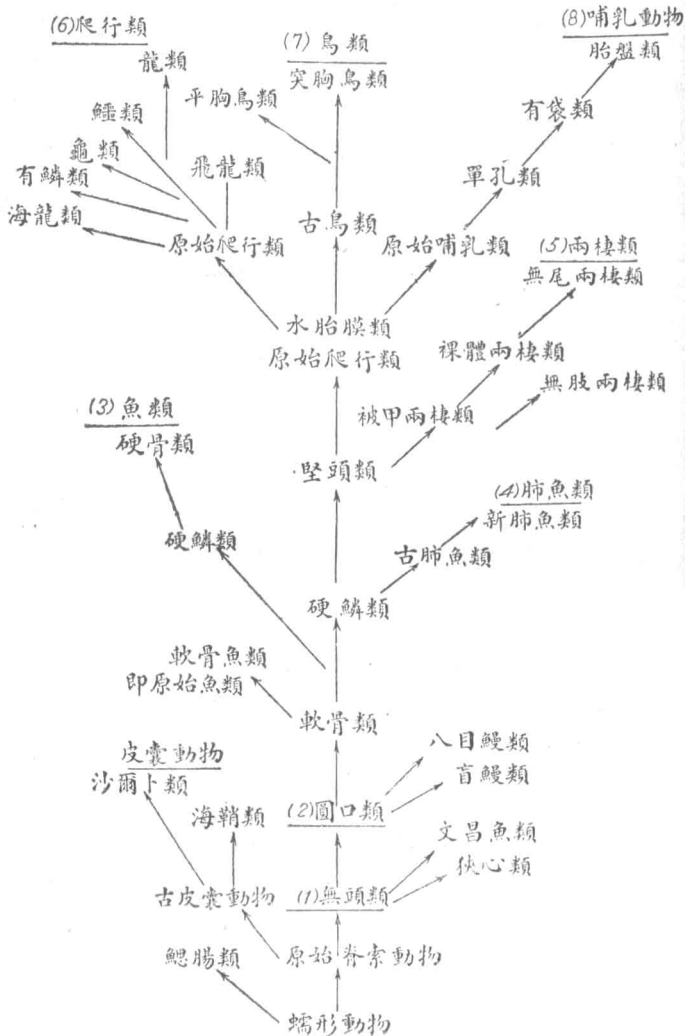 (8)哺乳動物
(6)爬行類
(7)鳥類
胎盤類
龍類
突胸鳥類
平胸鳥類
有袋類
鱷類
龜類
飛龍類
有鱗類
單孔類
海龍類
古鳥類
原始爬行類
原始哺乳類
(5)兩棲類
無尾兩棲類
水胎膜類
原始爬行類
裸體兩棲類
無肢兩棲類
(3)魚類
被甲兩棲類
硬骨類
堅頭類
(4)肺魚類
新肺魚類
硬鱗類
古肺魚類
硬鱗類
軟骨魚類
即原始魚類
軟骨類
八目鰻類
皮囊動物
盲鰻類
沙爾卜類
海鞘類
(2)圓口類
文昌魚類
狹心類
古皮囊動物
(1)無頭類
鰓腸類
原始脊索動物
蠕形動物